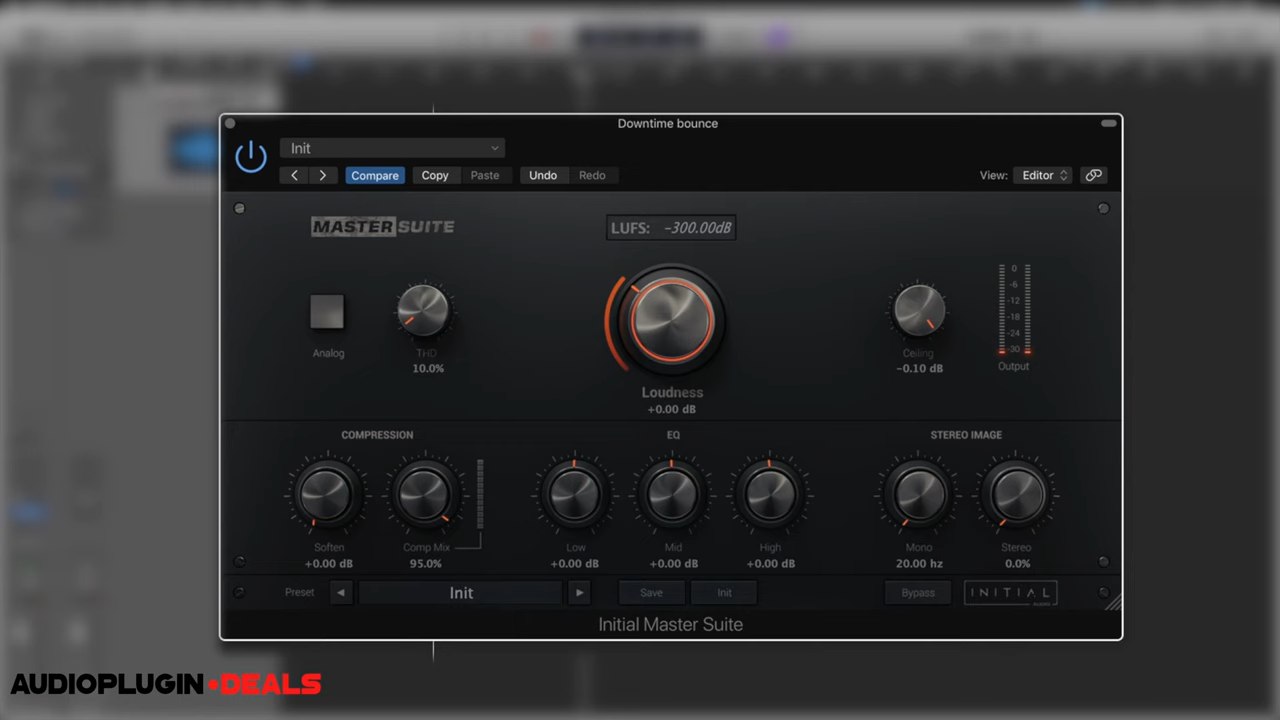 Downtime bounce
Init
Compare Copy Paste Undo Redo View: Editor
MASTER SUITE
LUFS: -300.00dB
0
-6
-12
-18
-24
-30
Analog THD Ceiling
10.0% -0.10 dB Output
Loudness
+0.00 dB
COMPRESSION EQ STEREO IMAGE
Soften Comp Mix Low Mid High Mono Stereo
+0.00 dB 95.0% +0.00 dB +0.00 dB +0.00 dB 20.00 hz 0.0%
Preset Init Save Init Bypass INITIAL
AUDIO
Initial Master Suite
AUDIOPLUGIN•DEALS